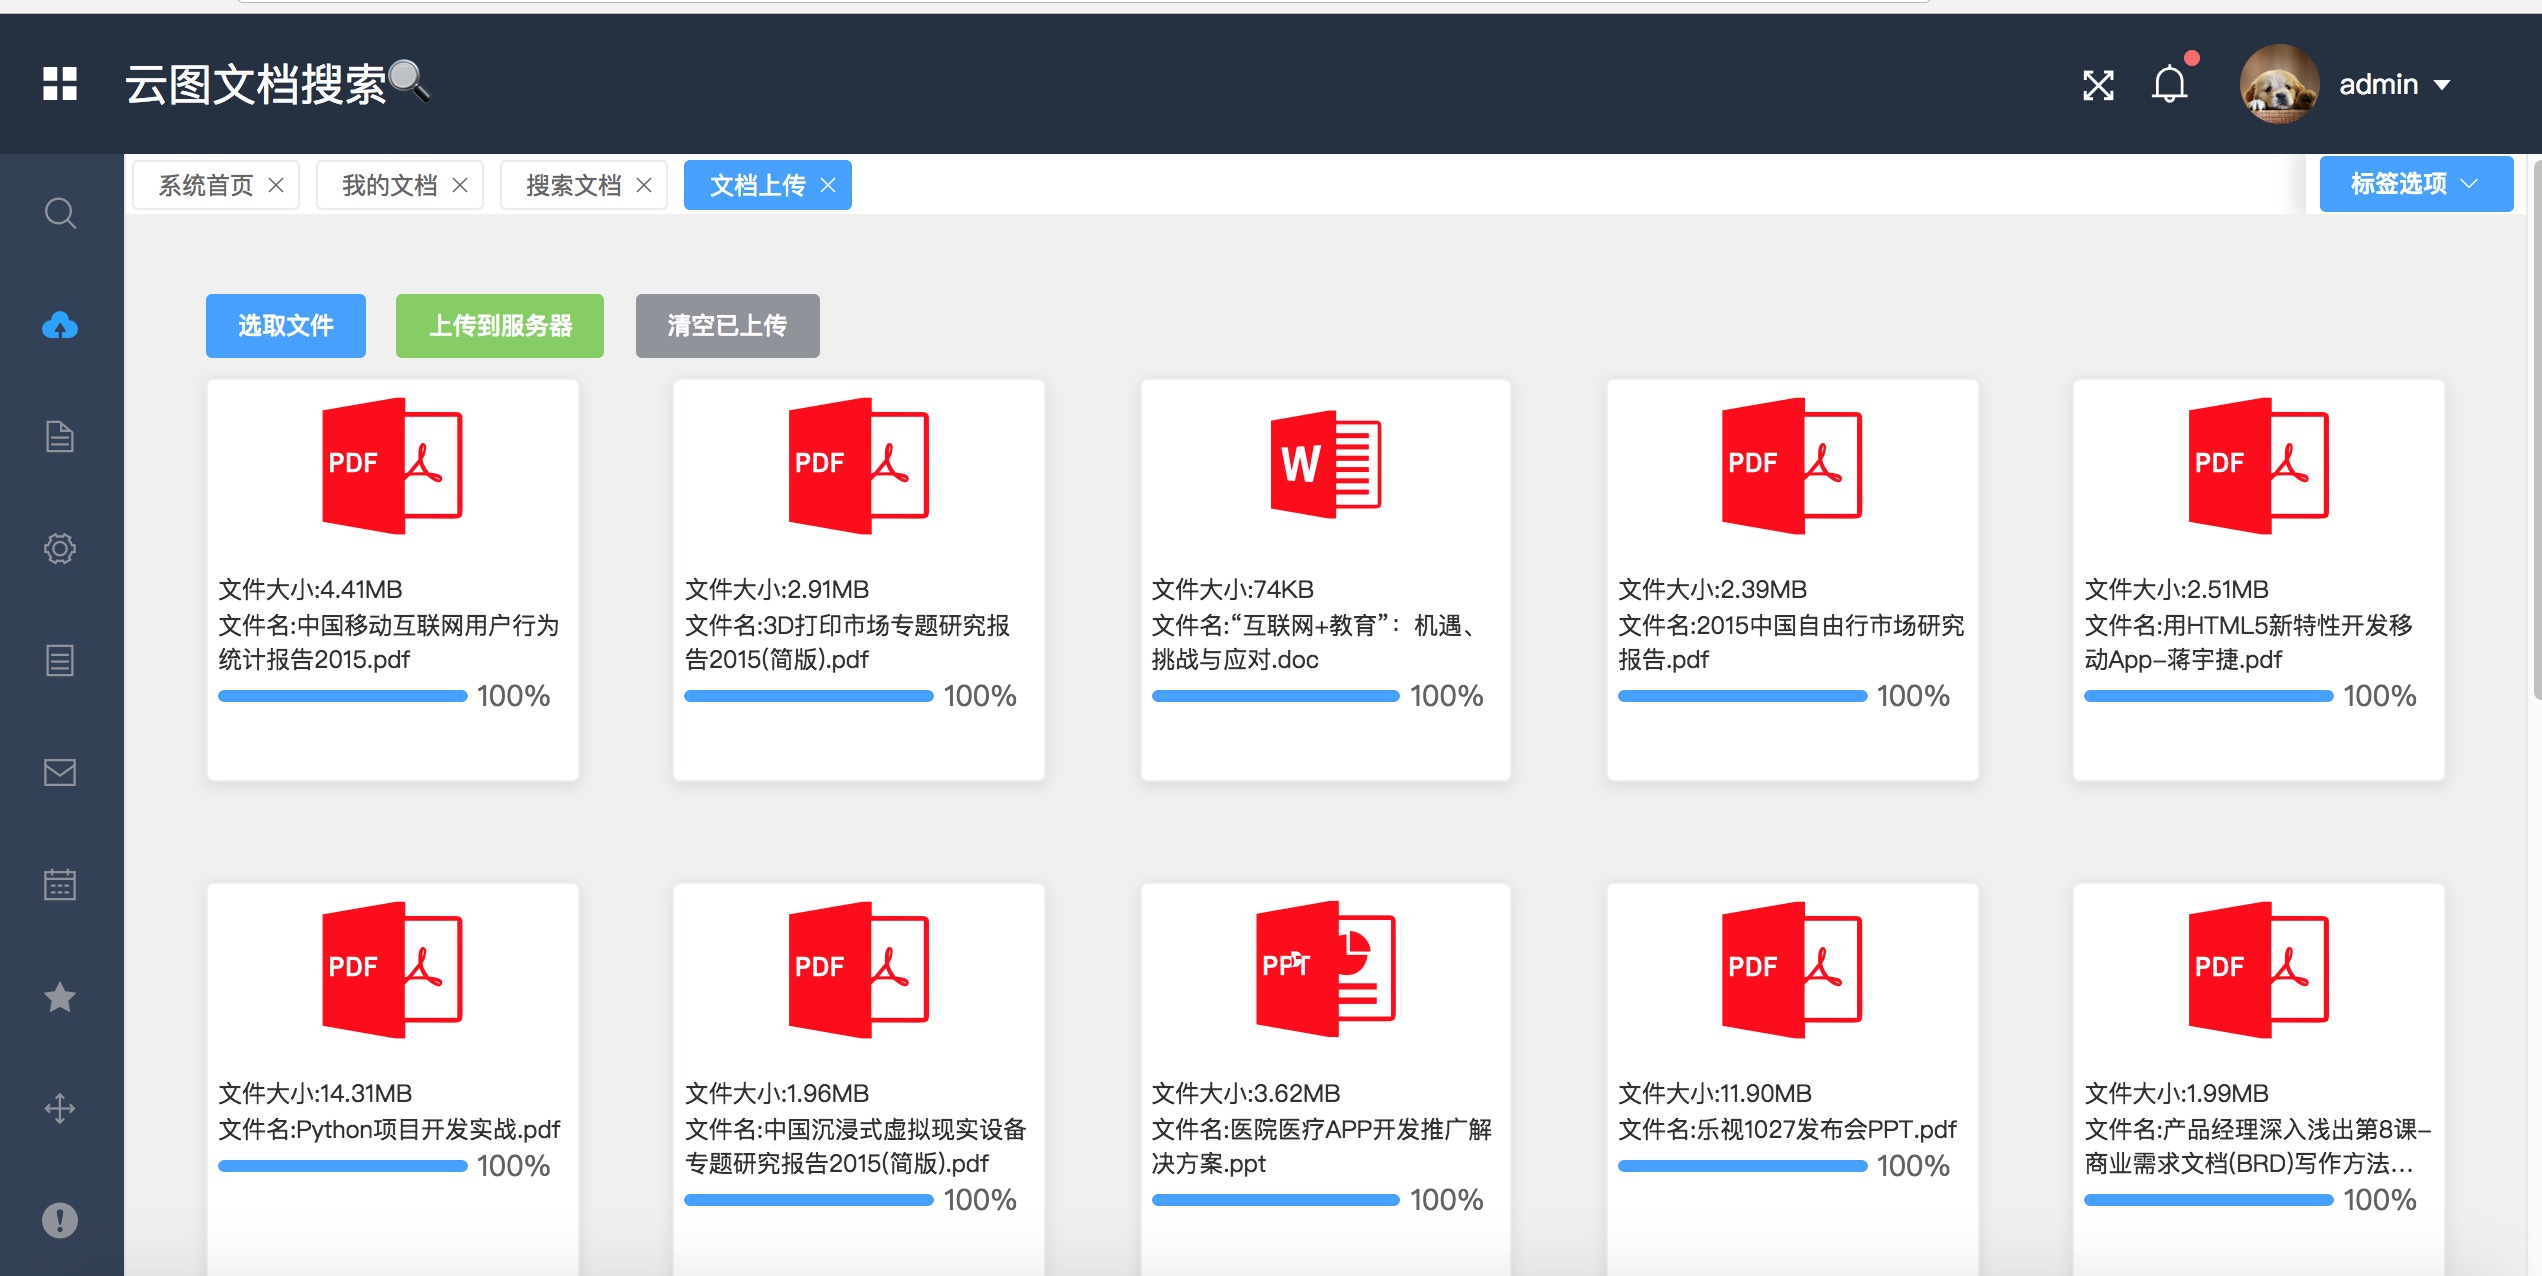 云图文档搜索
admin
系统首页
我的文档
搜索文档
文档上传
标签选项
选取文件
上传到服务器
清空已上传
PDF
文件大小:4.41MB
文件名:中国移动互联网用户行为
统计报告2015.pdf
100%
PDF
文件大小:2.91MB
文件名:3D打印市场专题研究报
告2015(简版).pdf
100%
W
文件大小:74KB
文件名:“互联网+教育”：机遇、
挑战与应对.doc
100%
PDF
文件大小:2.39MB
文件名:2015中国自由行市场研究
报告.pdf
100%
PDF
文件大小:2.51MB
文件名:用HTML5新特性开发移
动App-蒋宇捷.pdf
100%
PDF
文件大小:14.31MB
文件名:Python项目开发实战.pdf
100%
PDF
文件大小:1.96MB
文件名:中国沉浸式虚拟现实设备
专题研究报告2015(简版).pdf
100%
PPT
文件大小:3.62MB
文件名:医院医疗APP开发推广解
决方案.ppt
100%
PDF
文件大小:11.90MB
文件名:乐视1027发布会PPT.pdf
100%
PDF
文件大小:1.99MB
文件名:产品经理深入浅出第8课-
商业需求文档(BRD)写作方法...
100%